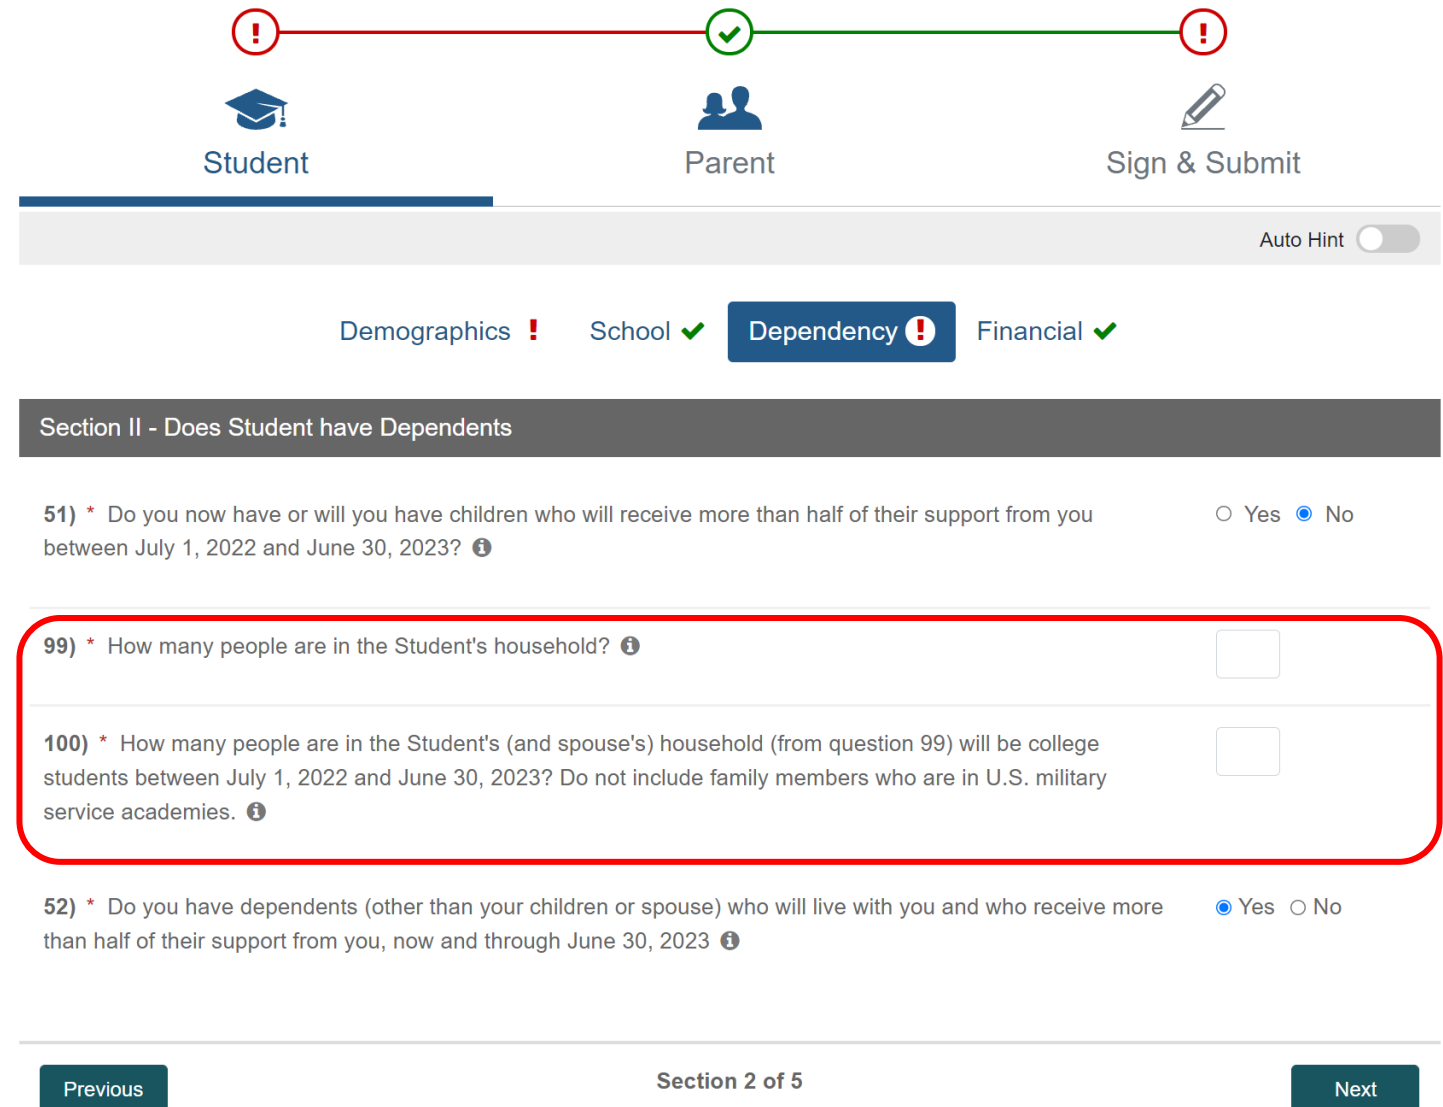 Student
Parent
Sign & Submit
Auto Hint
Demographics !
School
Dependency !
Financial
Section II - Does Student have Dependents
51) * Do you now have or will you have children who will receive more than half of their support from you
between July 1, 2022 and June 30, 2023?
Yes No
99) * How many people are in the Student's household?
100) * How many people are in the Student's (and spouse's) household (from question 99) will be college
students between July 1, 2022 and June 30, 2023? Do not include family members who are in U.S. military
service academies.
52) * Do you have dependents (other than your children or spouse) who will live with you and who receive more
than half of their support from you, now and through June 30, 2023
Yes No
Previous
Section 2 of 5
Next